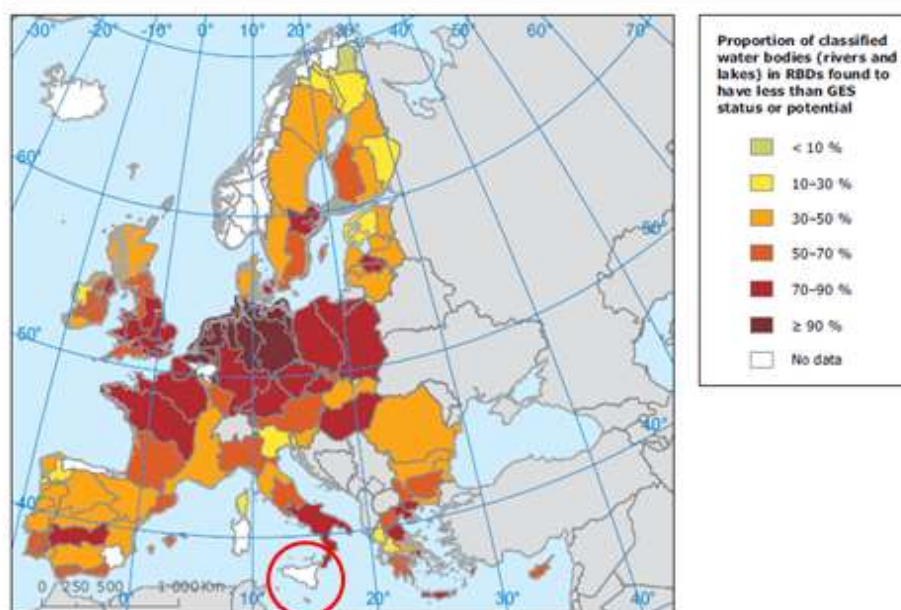 -30° -20° -10° 0° 10° 20° 30° 40° 50° 60° 70°
60°
50°
50°
40°
40°
0 250 500 1 000 Km
0° 10° 20° 30° 40°
Proportion of classified
water bodies (rivers and
lakes) in RBDs found to
have less than GES
status or potential
< 10 %
10–30 %
30–50 %
50–70 %
70–90 %
≥ 90 %
No data